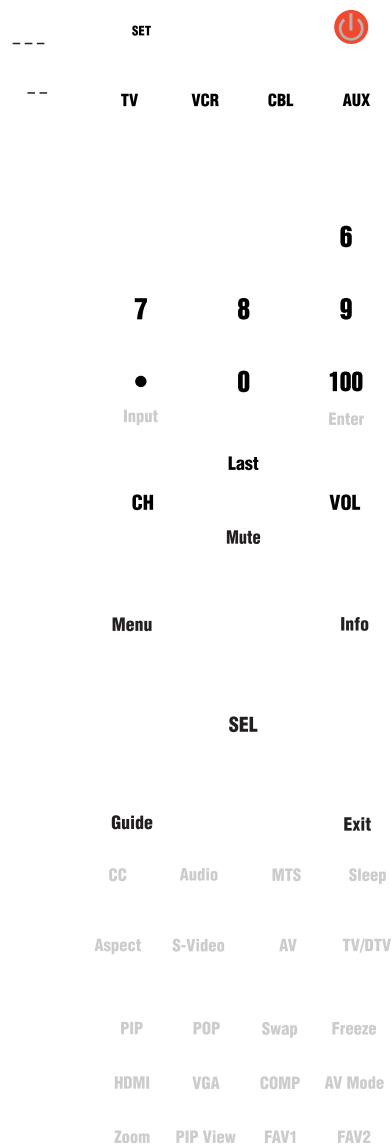 SET
TV VCR CBL AUX
6
7 8 9
• 0 100
Input Enter
Last
CH VOL
Mute
Menu Info
SEL
Guide Exit
CC Audio MTS Sleep
Aspect S-Video AV TV/DTV
PIP POP Swap Freeze
HDMI VGA COMP AV Mode
Zoom PIP View FAV1 FAV2